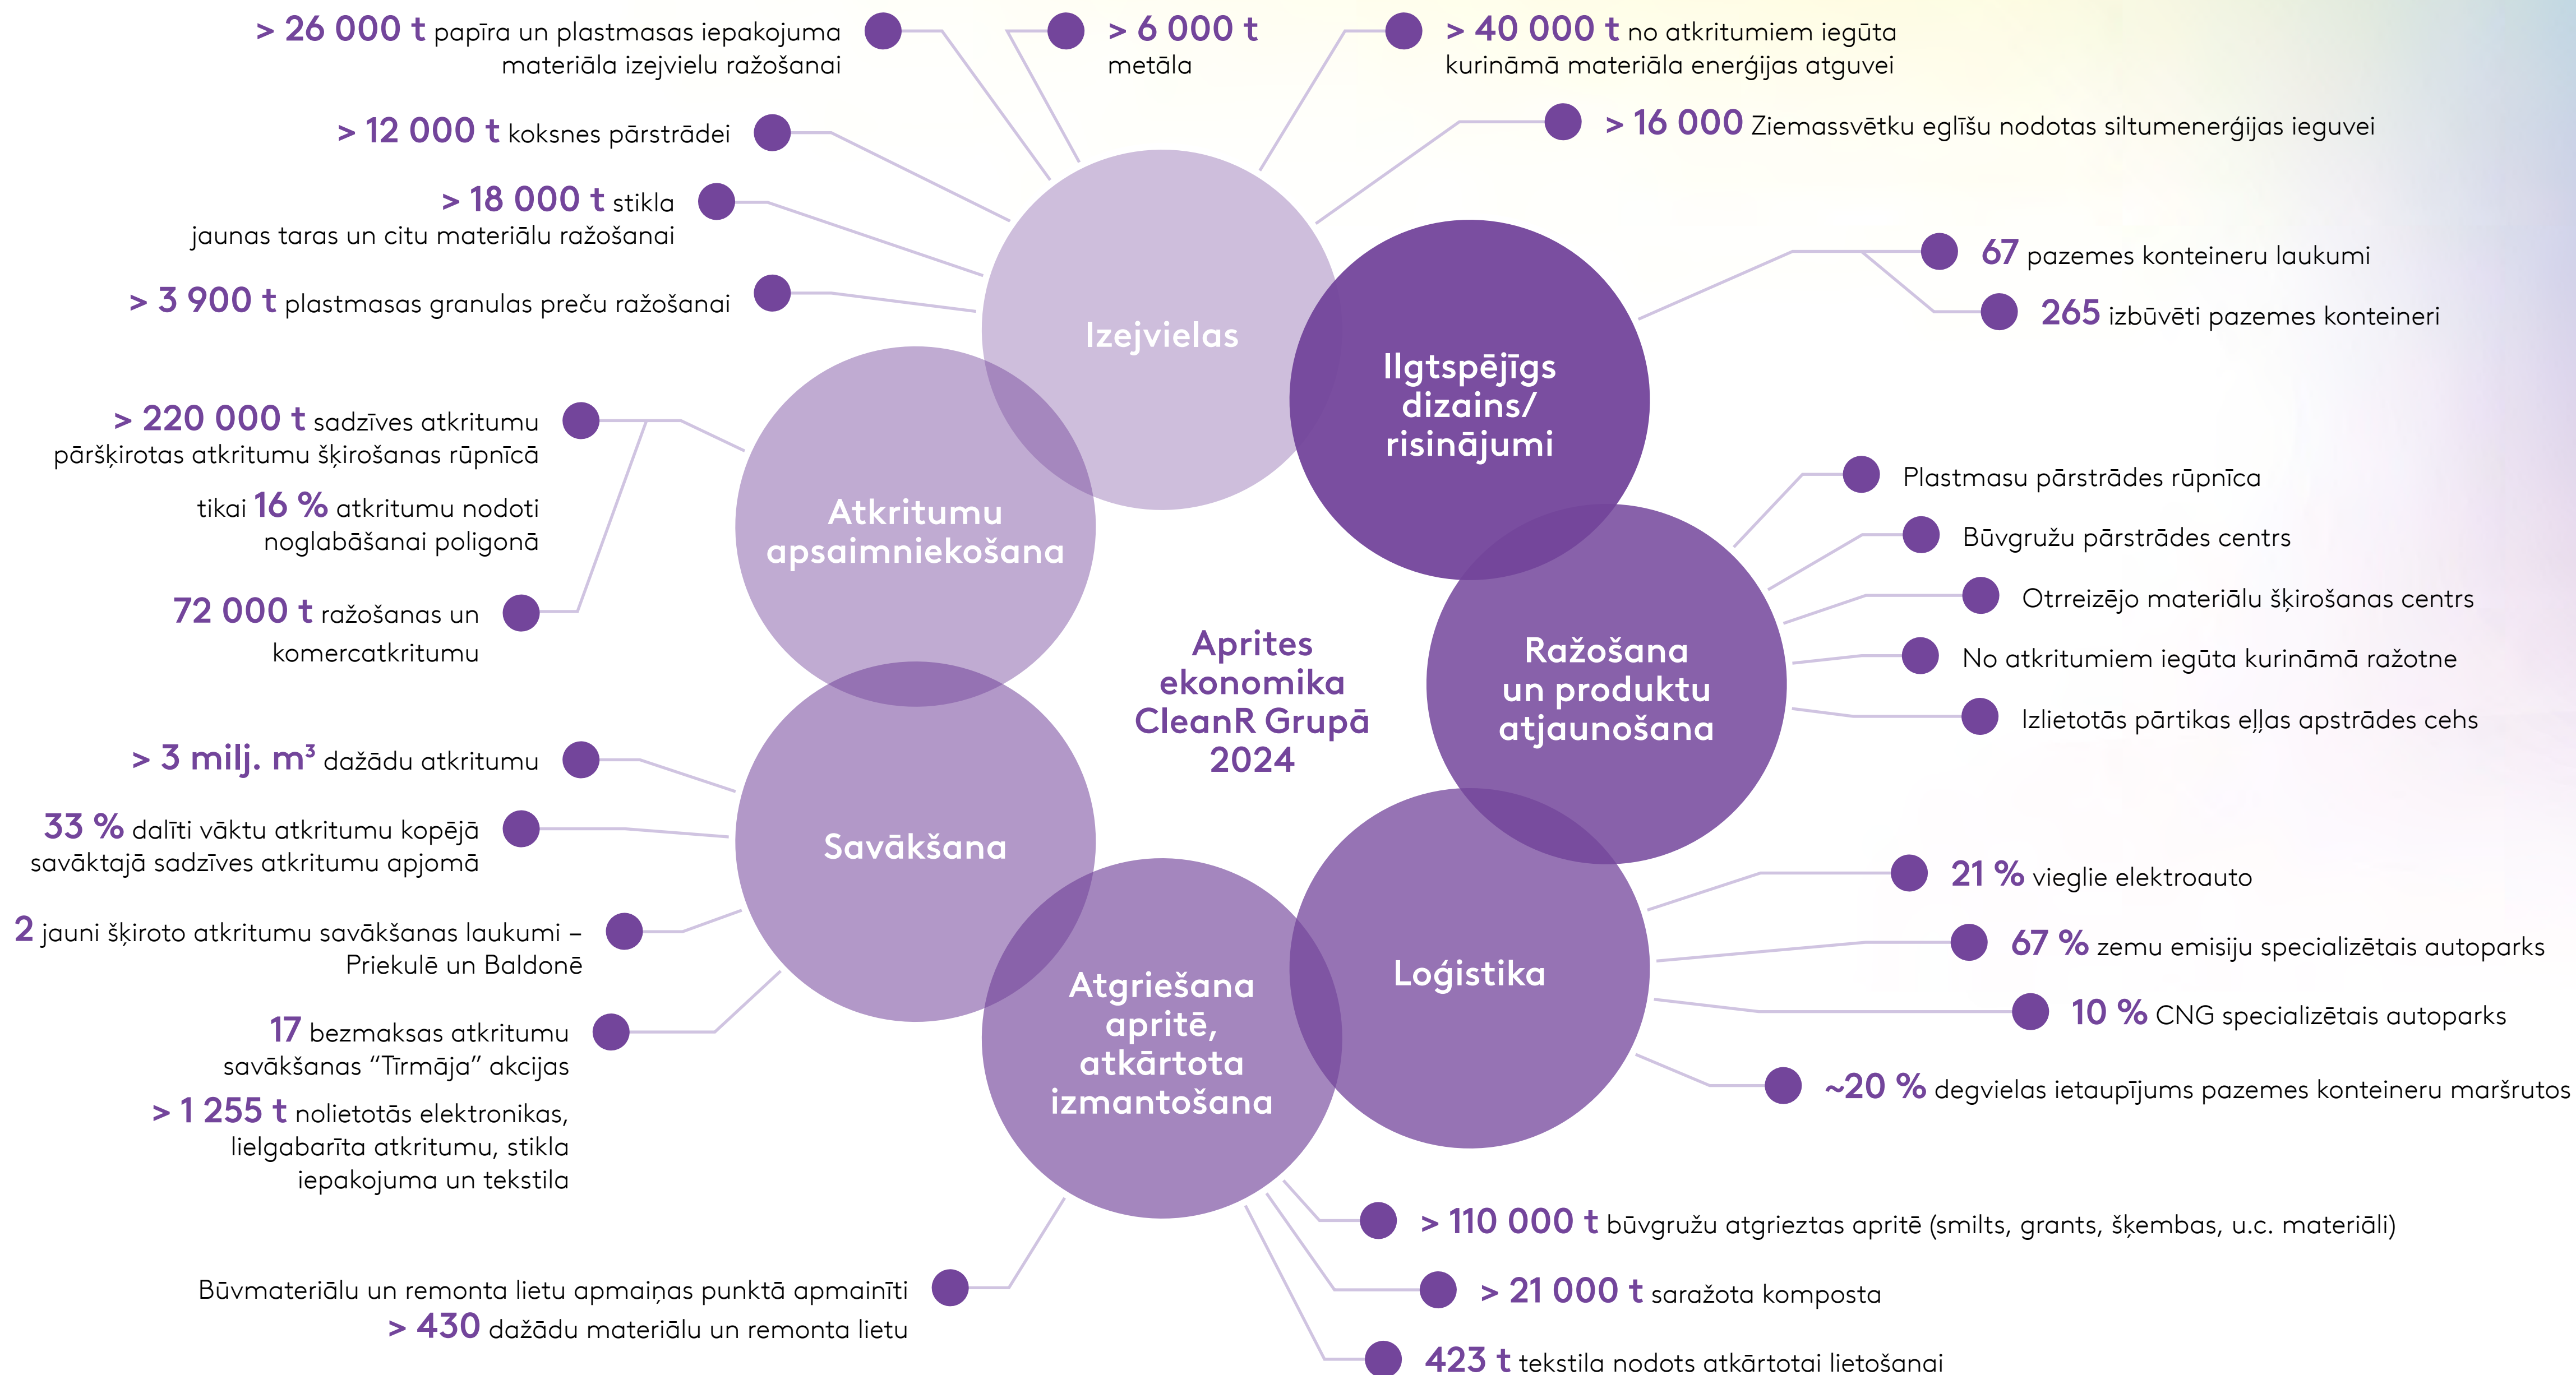 > 26 000 t papīra un plastmasas iepakojuma
materiāla izejvielu ražošanai
> 6 000 t
metāla
> 40 000 t no atkritumiem iegūta
kurināmā materiāla enerģijas atguvei
> 12 000 t koksnes pārstrādei
> 16 000 Ziemassvētku eglīšu nodotas siltumenerģijas ieguvei
> 18 000 t stikla
jaunas taras un citu materiālu ražošanai
> 3 900 t plastmasas granulas preču ražošanai
Izejvielas
67 pazemes konteineru laukumi
265 izbūvēti pazemes konteineri
Ilgtspējīgs
dizains/
risinājumi
> 220 000 t sadzīves atkritumu
pāršķirotas atkritumu šķirošanas rūpnīcā
tikai 16 % atkritumu nodoti
noglabāšanai poligonā
72 000 t ražošanas un
komercatkritumu
Atkritumu
apsaimniekošana
Plastmasu pārstrādes rūpnīca
Būvgružu pārstrādes centrs
Otrreizējo materiālu šķirošanas centrs
No atkritumiem iegūta kurināmā ražotne
Izlietotās pārtikas eļļas apstrādes cehs
Ražošana
un produktu
atjaunošana
Aprites
ekonomika
CleanR Grupā
2024
> 3 milj. m³ dažādu atkritumu
33 % dalīti vāktu atkritumu kopējā
savāktajā sadzīves atkritumu apjomā
2 jauni šķiroto atkritumu savākšanas laukumi –
Priekulē un Baldonē
17 bezmaksas atkritumu
savākšanas “Tīrmāja” akcijas
> 1 255 t nolietotās elektronikas,
lielgabarīta atkritumu, stikla
iepakojuma un tekstila
Savākšana
21 % vieglie elektroauto
67 % zemu emisiju specializētais autoparks
10 % CNG specializētais autoparks
~20 % degvielas ietaupījums pazemes konteineru maršrutos
Loģistika
Atgriešana
apritē,
atkārtota
izmantošana
> 110 000 t būvgružu atgrieztas apritē (smilts, grants, šķembas, u.c. materiāli)
> 21 000 t saražota komposta
423 t tekstila nodots atkārtotai lietošanai
Būvmateriālu un remonta lietu apmaiņas punktā apmainīti
> 430 dažādu materiālu un remonta lietu